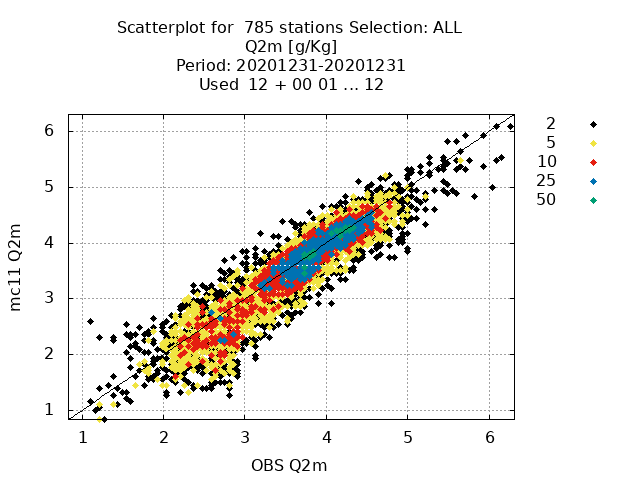 Scatterplot for  785 stations Selection: ALL
Q2m [g/Kg]
Period: 20201231-20201231
Used  12 + 00 01 ... 12
2
5
10
25
50
6
5
4
3
2
1
mc11 Q2m
1 2 3 4 5 6
OBS Q2m